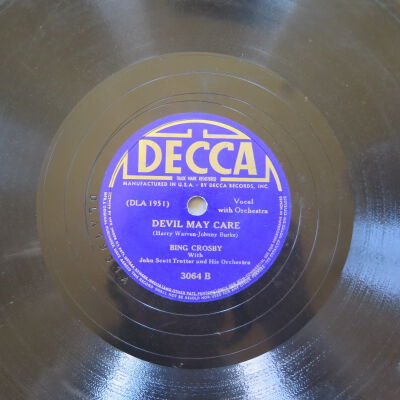 DECCA
TRADE MARK REGISTERED
MANUFACTURED IN U.S.A. - BY DECCA RECORDS, INC.
(DLA 1951)
Vocal
with Orchestra
DEVIL MAY CARE
(Harry Warren-Johnny Burke)
BING CROSBY
With
John Scott Trotter and His Orchestra
3064 B